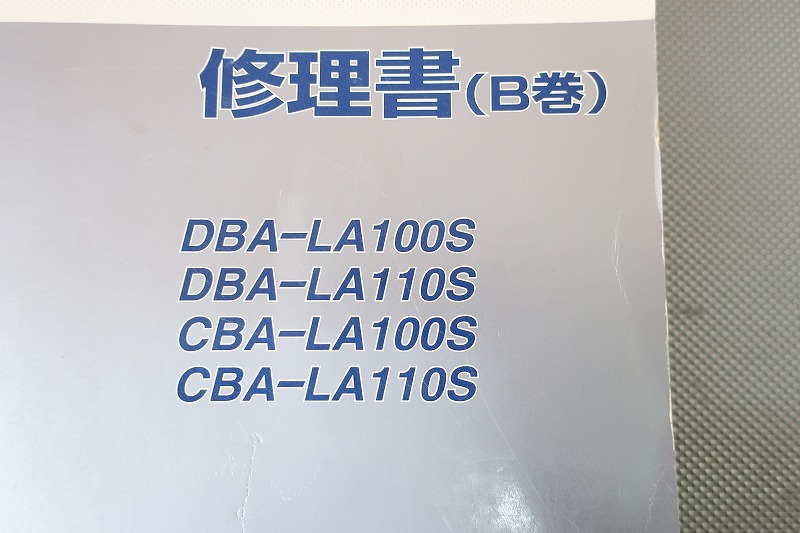 修理書（B巻）
DBA-LA100S
DBA-LA110S
CBA-LA100S
CBA-LA110S